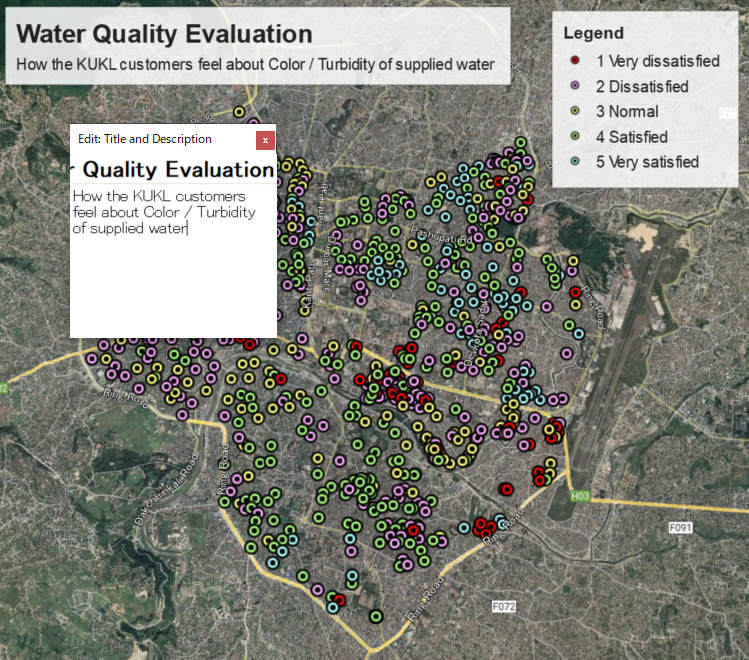 Water Quality Evaluation
How the KUKL customers feel about Color / Turbidity of supplied water
Legend
1 Very dissatisfied
2 Dissatisfied
3 Normal
4 Satisfied
5 Very satisfied
Edit: Title and Description
x
r Quality Evaluation
How the KUKL customers
feel about Color / Turbidity
of supplied water
Road
Pashupati Rd
Ring Road
Ring Road
Ring Road
Dakchhinkali Road
H03
F091
Ring Road
Ring Road
F072